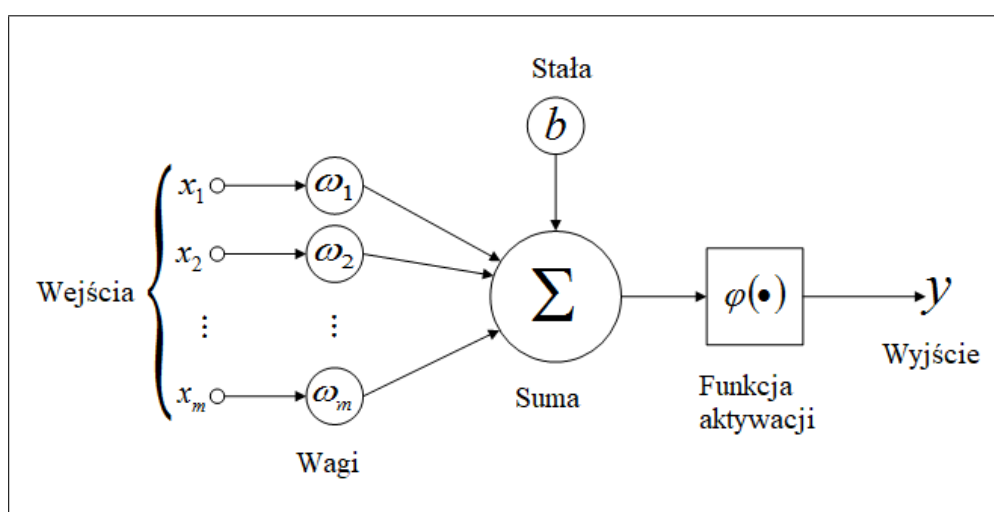 Stała
b
x₁ ω₁
x₂ ω₂
Wejścia
Σ
φ(•)
y
⋮ ⋮
Wyjście
xₘ ωₘ
Suma
Funkcja
aktywacji
Wagi